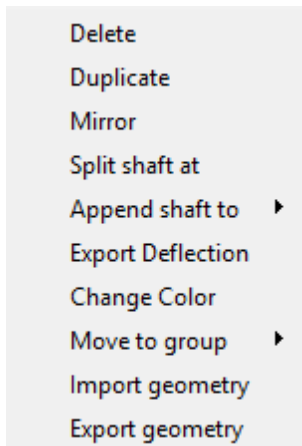 Delete
Duplicate
Mirror
Split shaft at
Append shaft to
Export Deflection
Change Color
Move to group
Import geometry
Export geometry